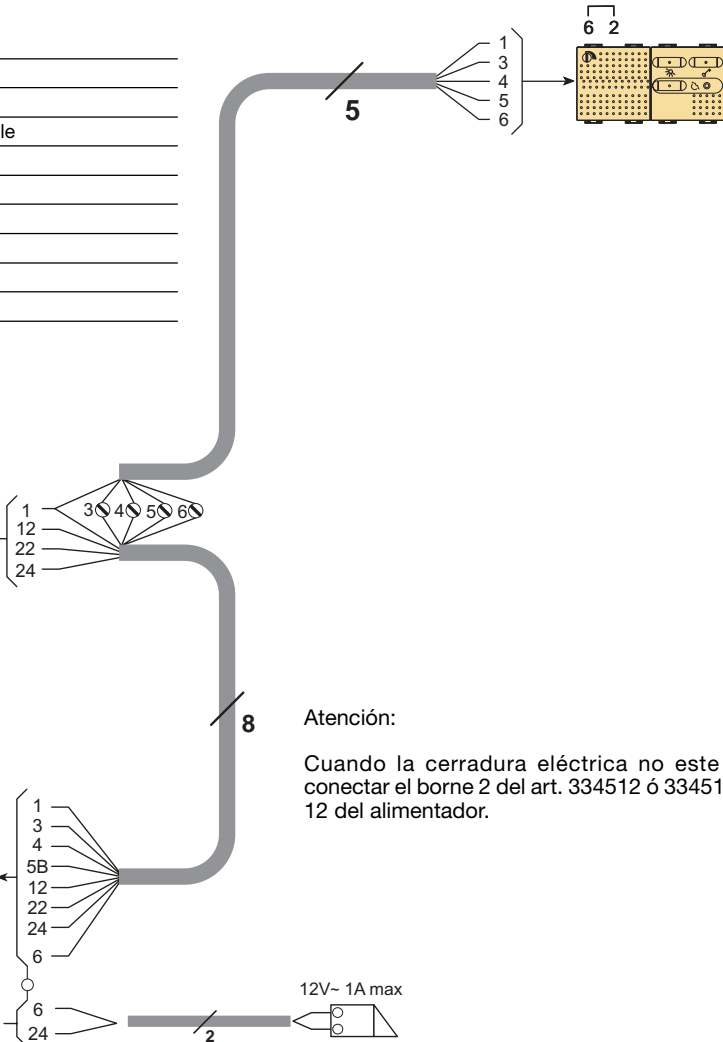 6 2
1
3
4
5
6
5
le
3 4 5 6
1
12
22
24
8
Atención:
Cuando la cerradura eléctrica no este
conectar el borne 2 del art. 334512 ó 33451
12 del alimentador.
1
3
4
5B
12
22
24
6
6
24
2
12V~ 1A max